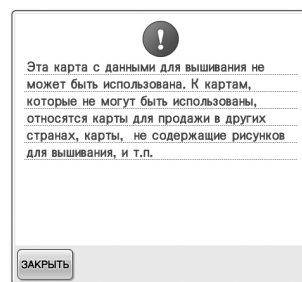 Эта карта с данными для вышивания не
может быть использована. К картам,
которые не могут быть использованы,
относятся карты для продажи в других
странах, карты, не содержащие рисунков
для вышивания, и т.п.
ЗАКРЫТЬ